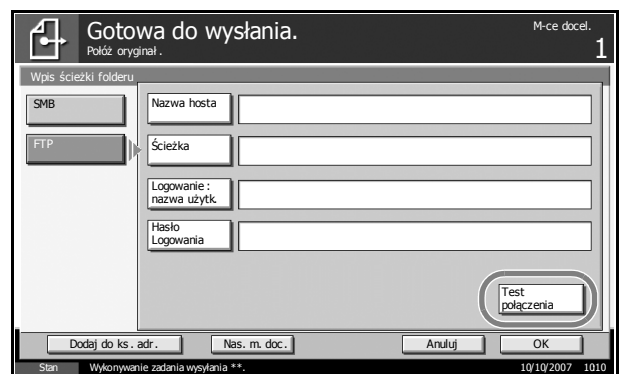 Gotowa do wysłania.
Połóż oryginał.
M-ce docel.
1
Wpis ścieżki folderu
SMB
FTP
Nazwa hosta
Ścieżka
Logowanie :
nazwa użytk.
Hasło
Logowania
Test
połączenia
Dodaj do ks. adr.
Nas. m. doc.
Anuluj
OK
Stan
Wykonywanie zadania wysyłania **.
10/10/2007 1010